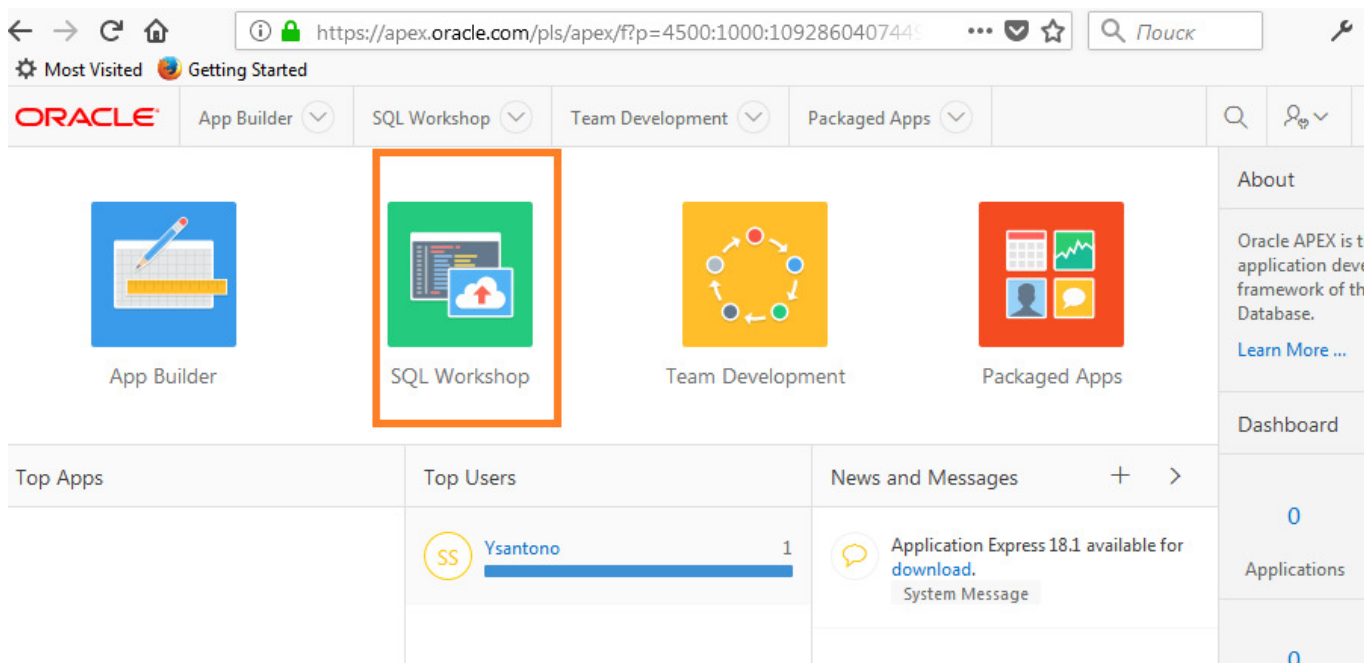 https://apex.oracle.com/pls/apex/f?p=4500:1000:109286040744
Поиск
Most Visited Getting Started
ORACLE App Builder SQL Workshop Team Development Packaged Apps
App Builder SQL Workshop Team Development Packaged Apps
About
Oracle APEX is t
application deve
framework of th
Database.
Learn More ...
Dashboard
0
Applications
0
Top Apps
Top Users
SS Ysantono 1
News and Messages
Application Express 18.1 available for
download.
System Message